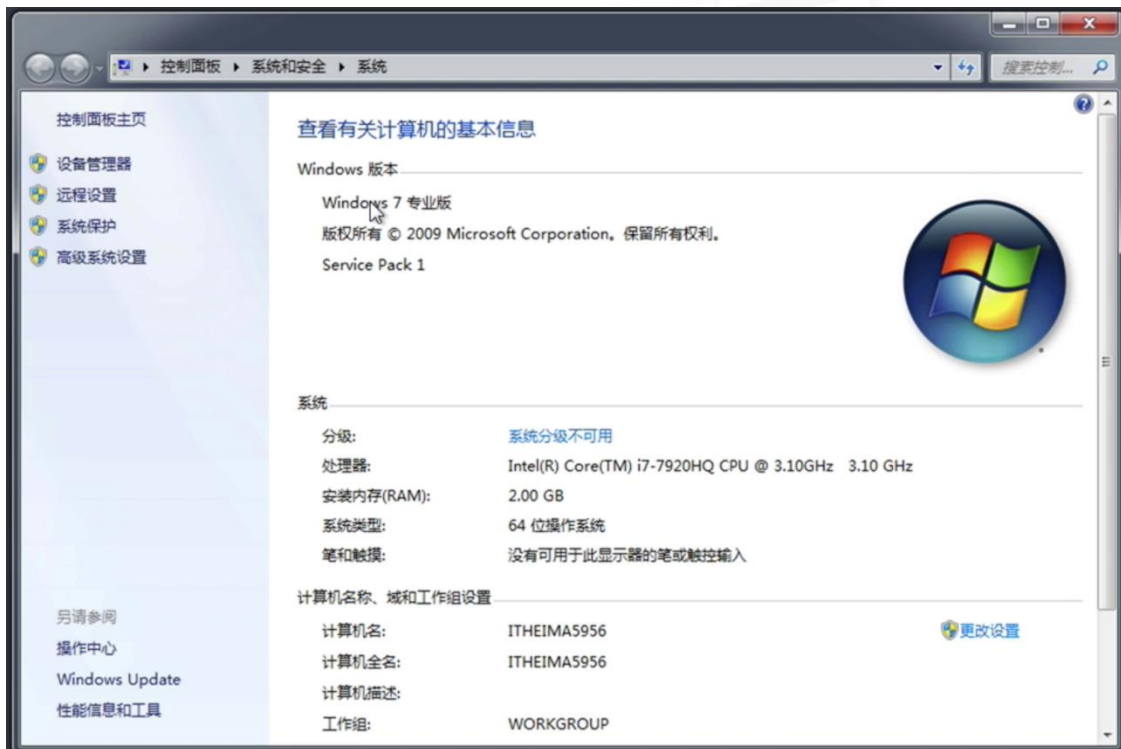 控制面板 系统和安全 系统 搜索控制...
控制面板主页
设备管理器
远程设置
系统保护
高级系统设置
另请参阅
操作中心
Windows Update
性能信息和工具
查看有关计算机的基本信息
Windows 版本
Windows 7 专业版
版权所有 © 2009 Microsoft Corporation。保留所有权利。
Service Pack 1
系统
分级: 系统分级不可用
处理器: Intel(R) Core(TM) i7-7920HQ CPU @ 3.10GHz 3.10 GHz
安装内存(RAM): 2.00 GB
系统类型: 64 位操作系统
笔和触摸: 没有可用于此显示器的笔或触控输入
计算机名称、域和工作组设置
计算机名: ITHEIMA5956 更改设置
计算机全名: ITHEIMA5956
计算机描述:
工作组: WORKGROUP